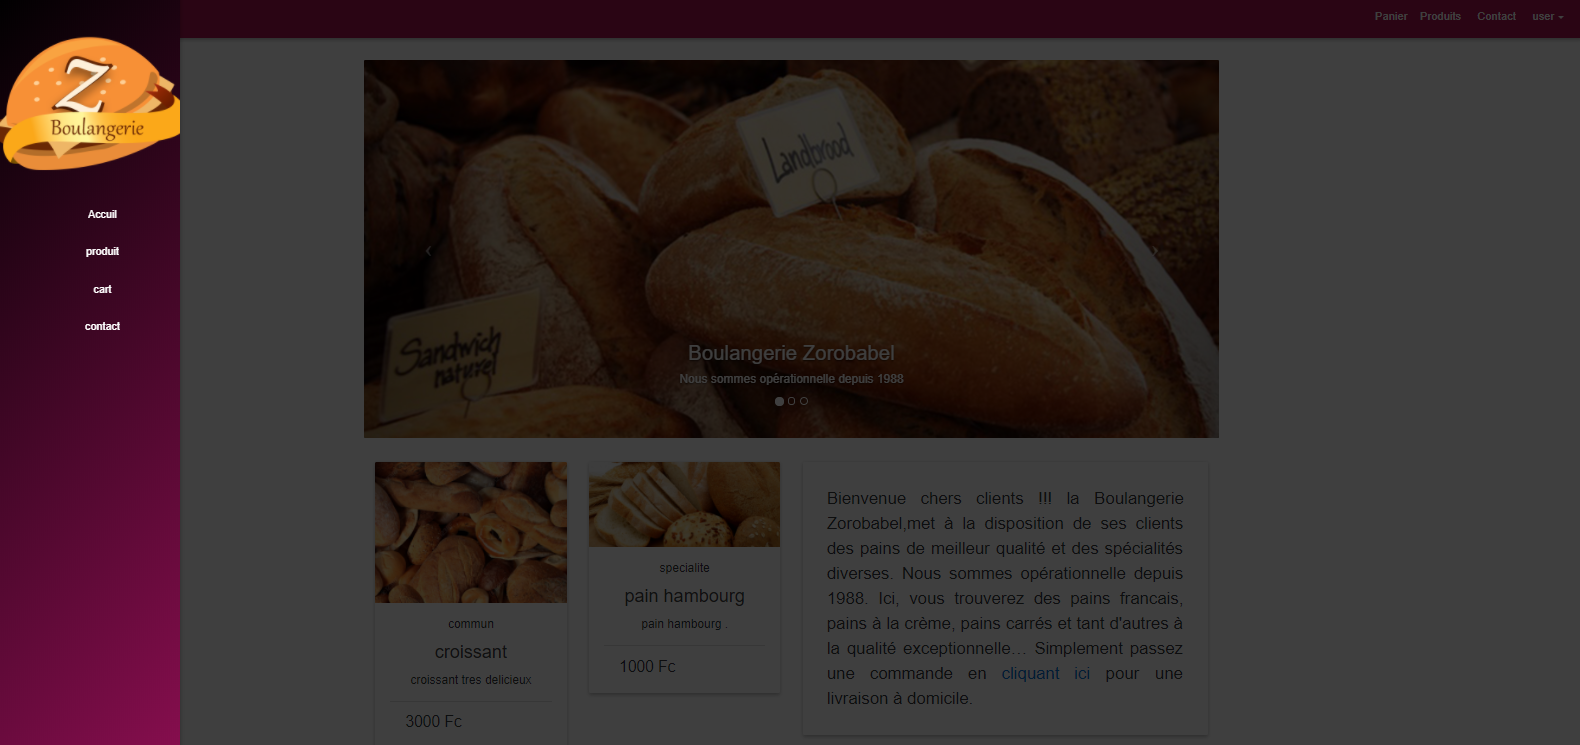 Panier Produits Contact user
Z
Boulangerie
Accuil
produit
cart
contact
Landbrood
Sandwich
naturel
Boulangerie Zorobabel
Nous sommes opérationnelle depuis 1988
commun
croissant
croissant tres delicieux
3000 Fc
specialite
pain hambourg
pain hambourg .
1000 Fc
Bienvenue chers clients !!! la Boulangerie
Zorobabel,met à la disposition de ses clients
des pains de meilleur qualité et des spécialités
diverses. Nous sommes opérationnelle depuis
1988. Ici, vous trouverez des pains francais,
pains à la crème, pains carrés et tant d'autres à
la qualité exceptionnelle... Simplement passez
une commande en cliquant ici pour une
livraison à domicile.